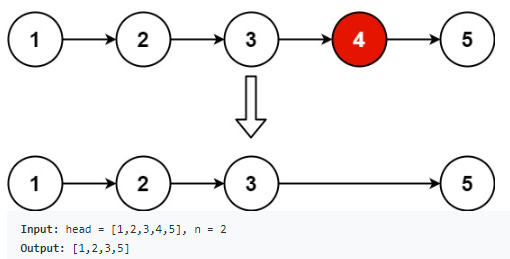 1 2 3 4 5
1 2 3 5
Input: head = [1,2,3,4,5], n = 2
Output: [1,2,3,5]